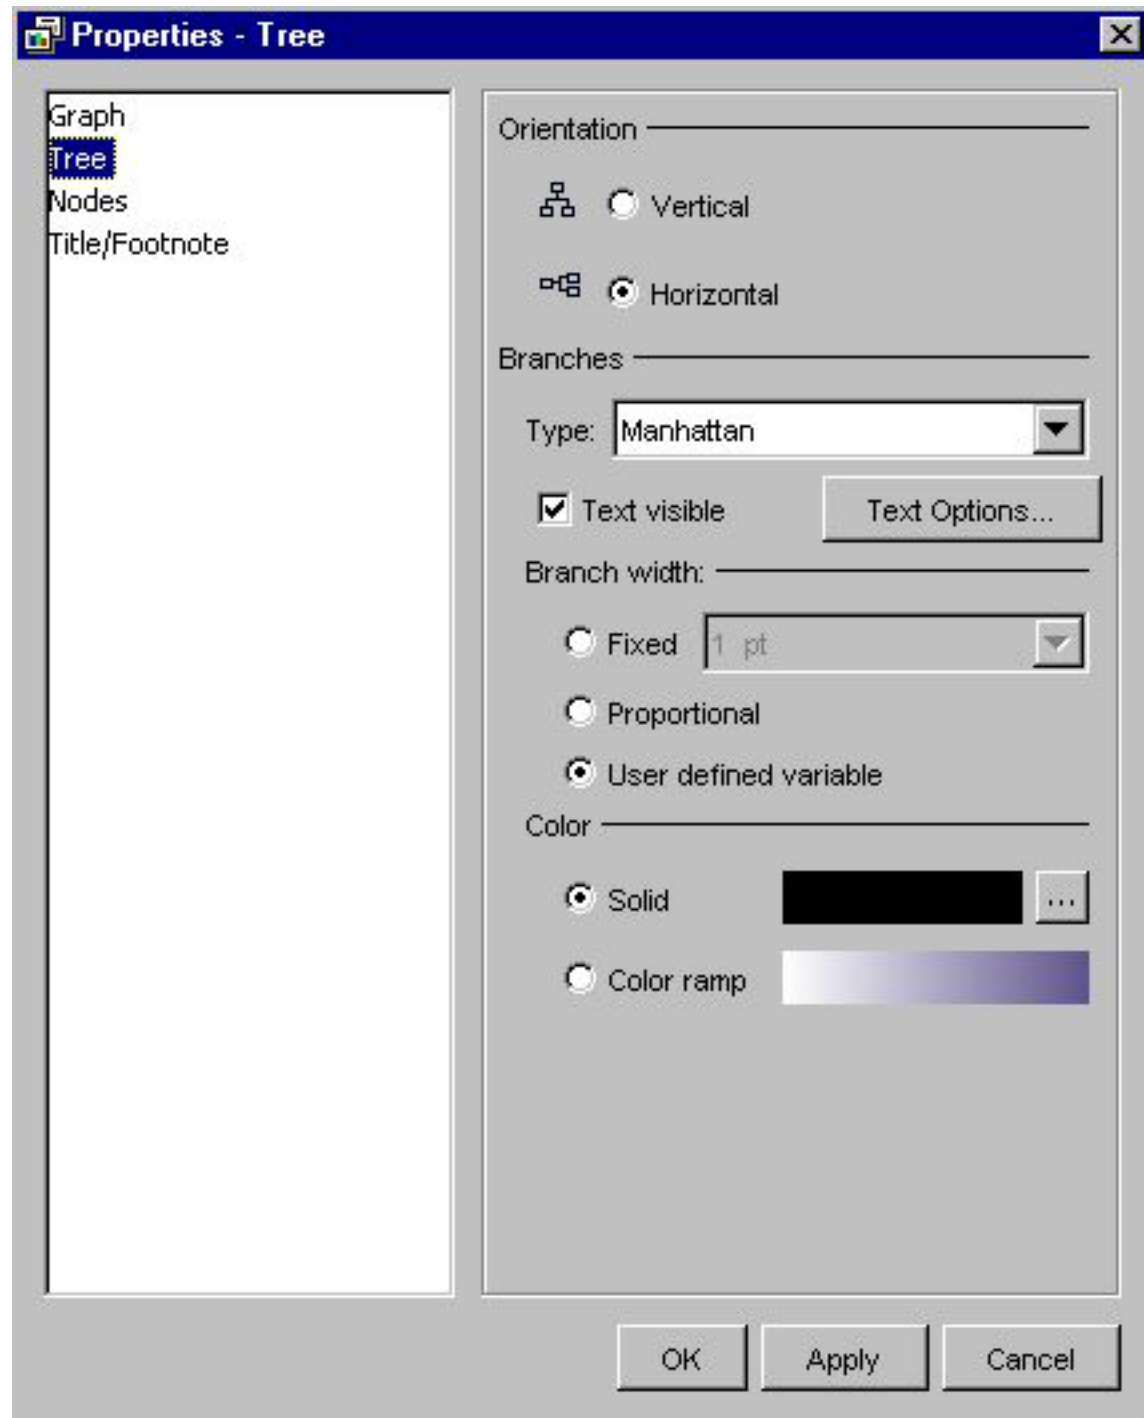 Properties - Tree
Graph
Tree
Nodes
Title/Footnote
Orientation
Vertical
Horizontal
Branches
Type: Manhattan
Text visible Text Options...
Branch width:
Fixed 1 pt
Proportional
User defined variable
Color
Solid ...
Color ramp
OK Apply Cancel